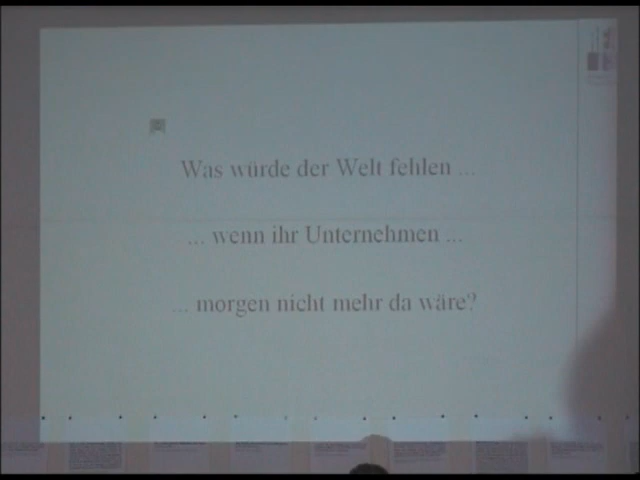 Was würde der Welt fehlen ...
... wenn ihr Unternehmen ...
... morgen nicht mehr da wäre?